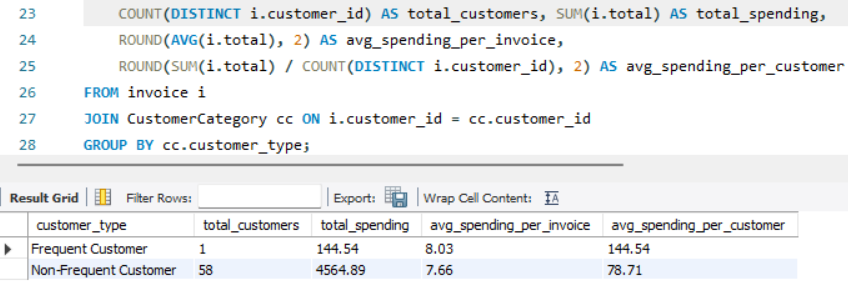 23 COUNT(DISTINCT i.customer_id) AS total_customers, SUM(i.total) AS total_spending,
24 ROUND(AVG(i.total), 2) AS avg_spending_per_invoice,
25 ROUND(SUM(i.total) / COUNT(DISTINCT i.customer_id), 2) AS avg_spending_per_customer
26 FROM invoice i
27 JOIN CustomerCategory cc ON i.customer_id = cc.customer_id
28 GROUP BY cc.customer_type;
Result Grid Filter Rows: Export: Wrap Cell Content: IA
customer_type total_customers total_spending avg_spending_per_invoice avg_spending_per_customer
Frequent Customer 1 144.54 8.03 144.54
Non-Frequent Customer 58 4564.89 7.66 78.71